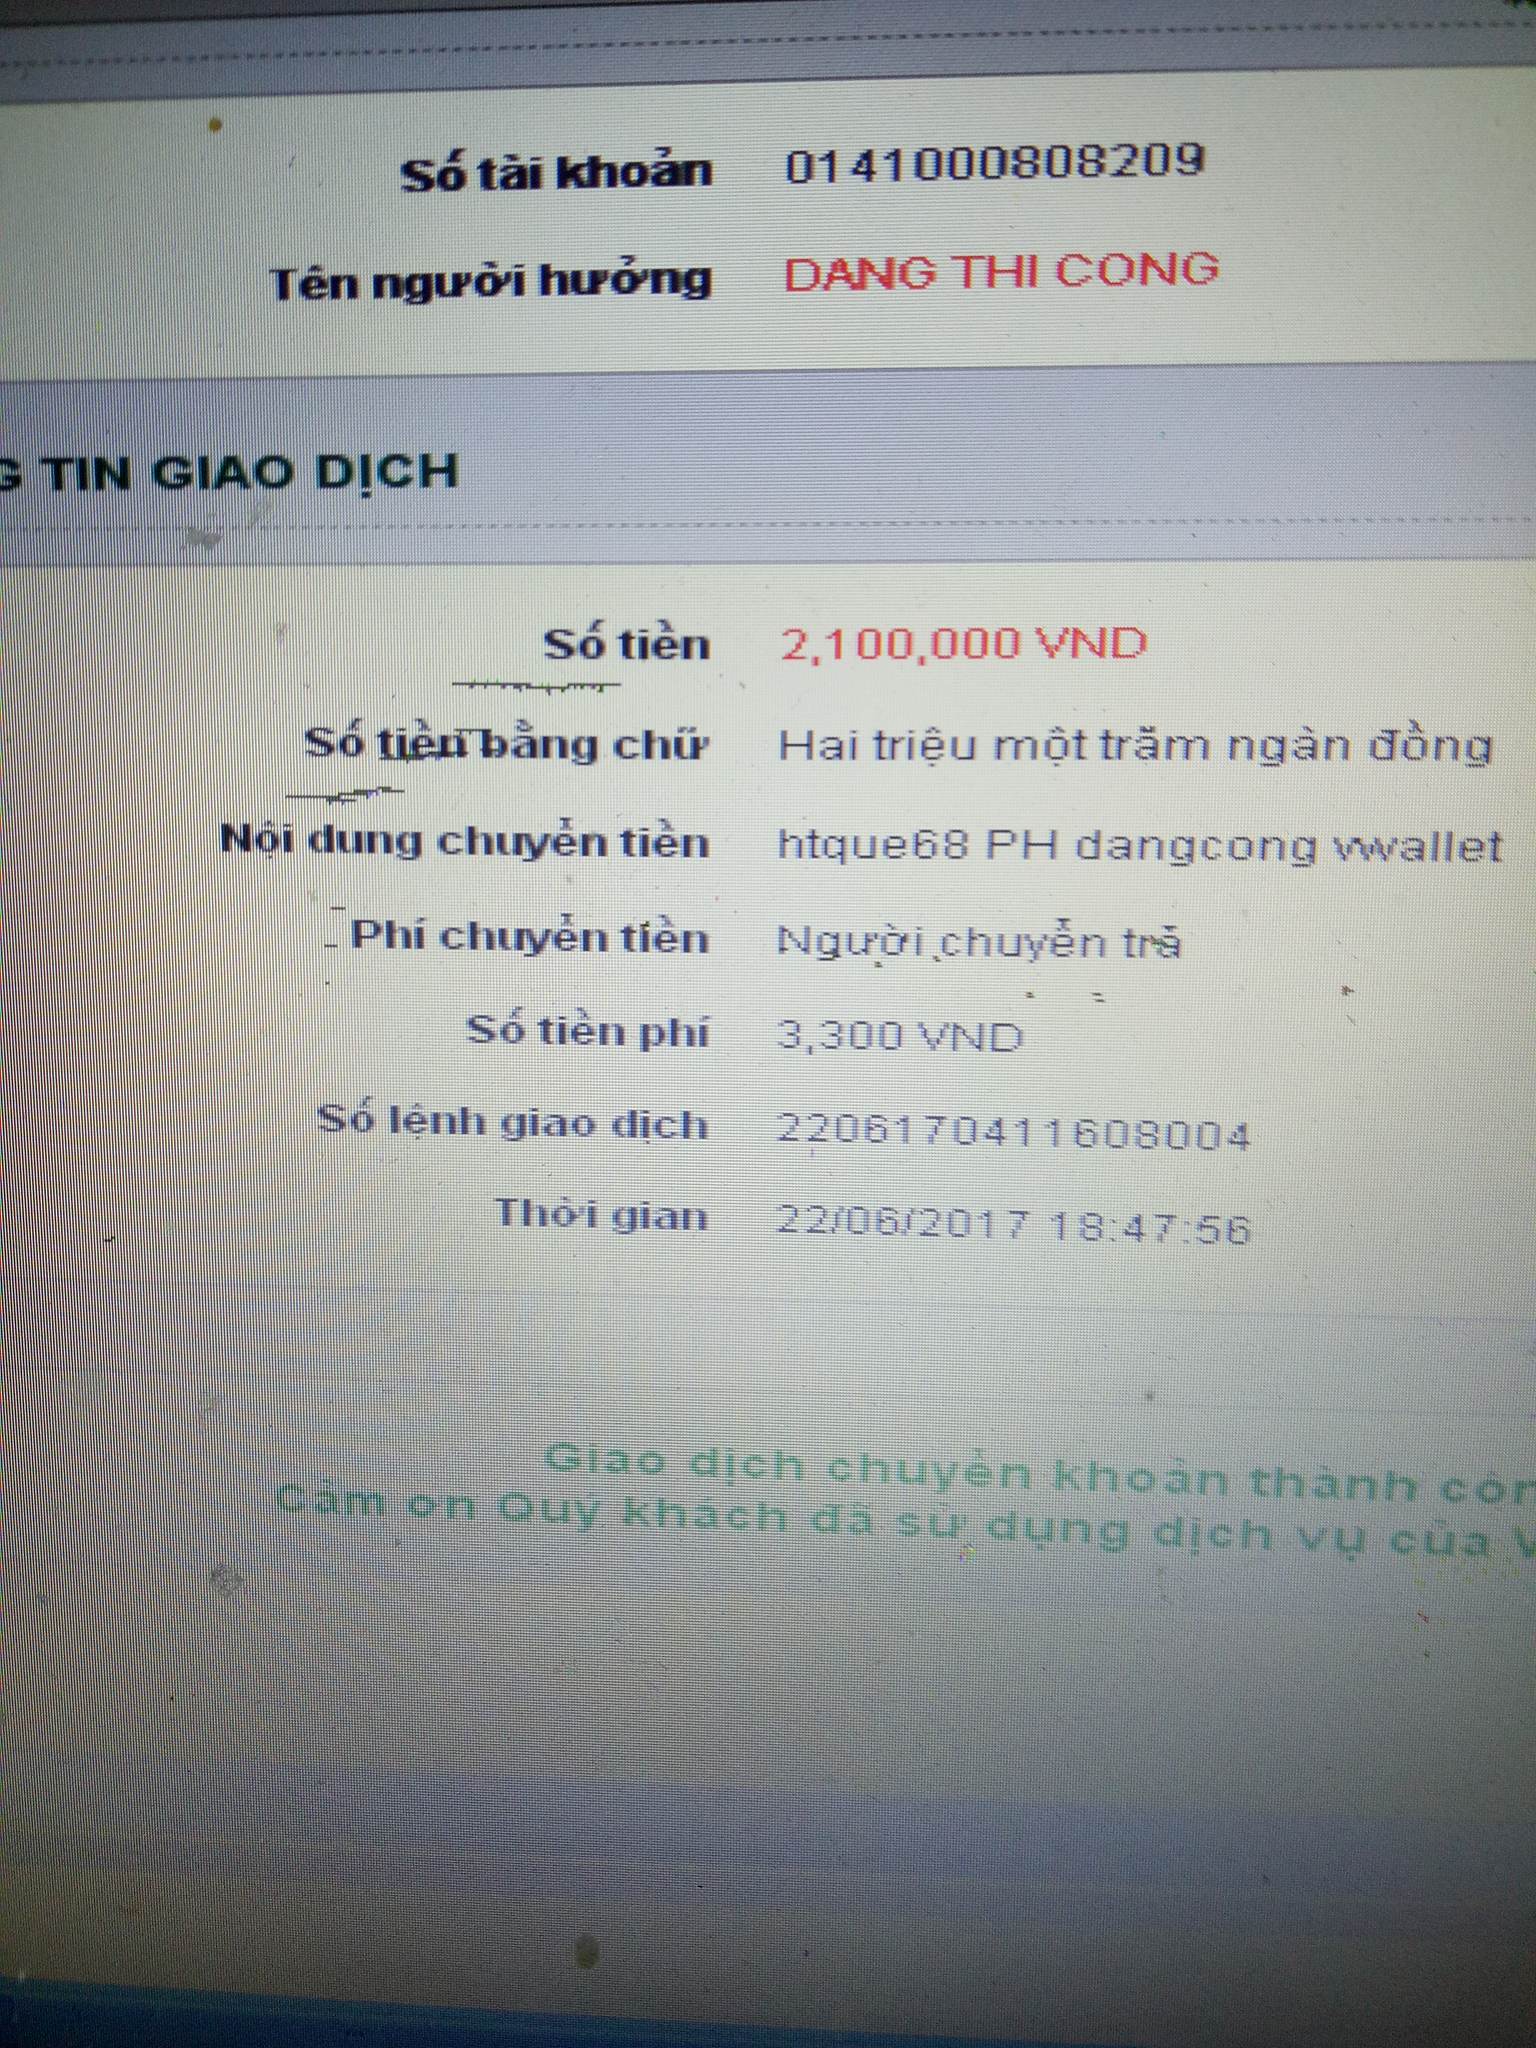 Số tài khoản 0141000808209
Tên người hưởng DANG THI CONG
G TIN GIAO DỊCH
Số tiền 2,100,000 VND
Số tiền bằng chữ Hai triệu một trăm ngàn đồng
Nội dung chuyển tiền htque68 PH dangcong vwallet
Phí chuyển tiền Người chuyển trả
Số tiền phí 3,300 VND
Số lệnh giao dịch 2206170411608004
Thời gian 22/06/2017 18:47:56
Giao dịch chuyển khoản thành côn
Cảm ơn Quý khách đã sử dụng dịch vụ của V